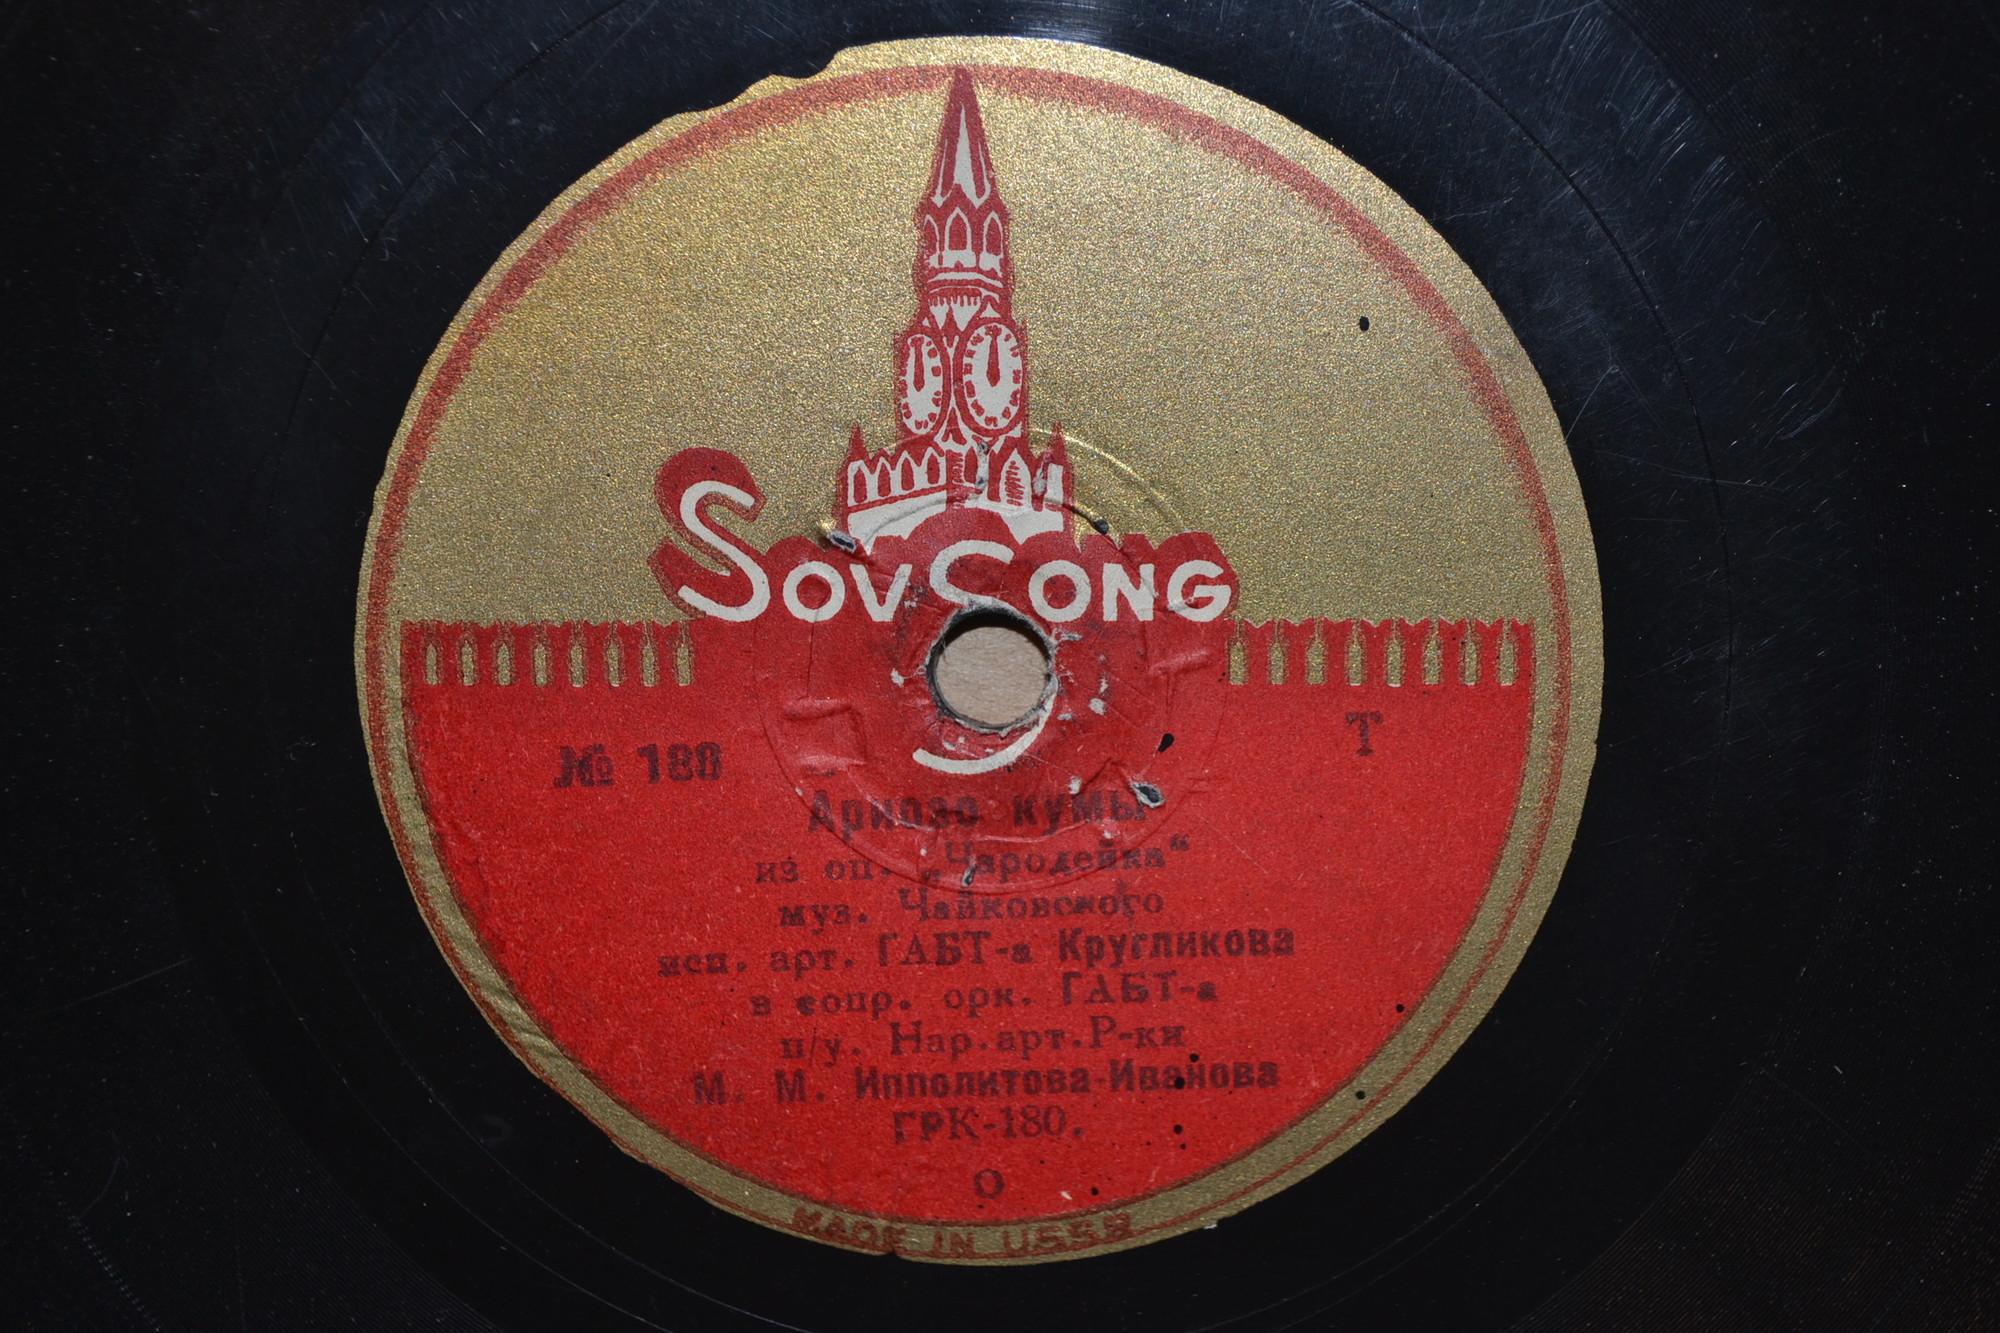 SovSong
№ 188 Т
Ариозо кумы
из оп. „Чародейка“
муз. Чайковского
исп. арт. ГАБТ-а Кругликова
в сопр. орк. ГАБТ-а
п/у. Нар.арт.Р-ки
М. М. Ипполитова-Иванова
ГРК-180.
О
MADE IN USSR